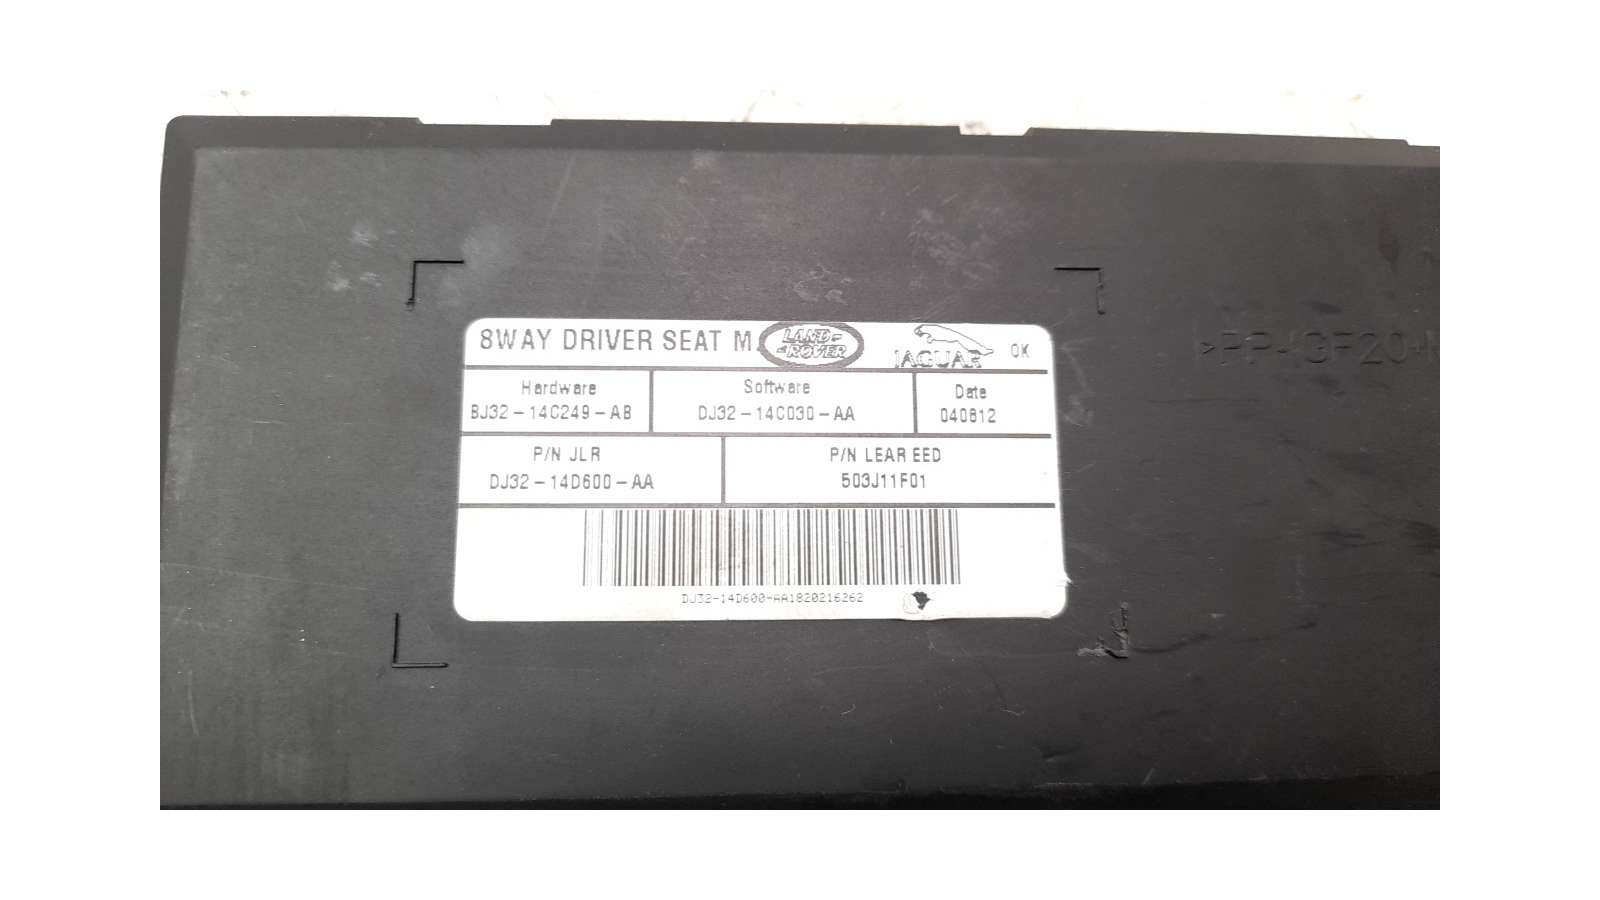 8WAY DRIVER SEAT M. LAND ROVER JAGUAR OK
Hardware Software Date
BJ32-14C249-AB DJ32-14C030-AA 040612
P/N JLR P/N LEAR EED
DJ32-14D600-AA 503J11F01
DJ32-14D600-AA1820216262